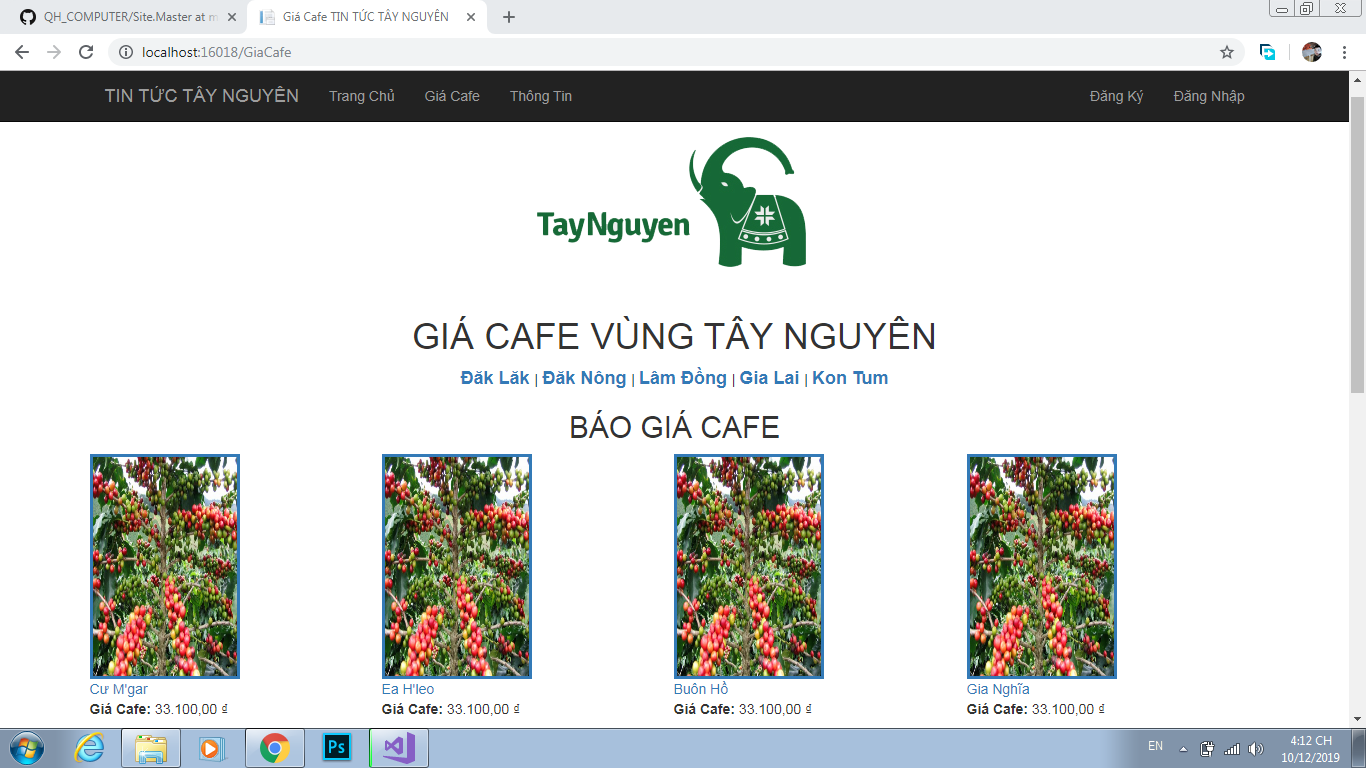 QH_COMPUTER/Site.Master at m
Giá Cafe TIN TỨC TÂY NGUYÊN
localhost:16018/GiaCafe
TIN TỨC TÂY NGUYÊN Trang Chủ Giá Cafe Thông Tin Đăng Ký Đăng Nhập
TayNguyen
GIÁ CAFE VÙNG TÂY NGUYÊN
Đăk Lăk | Đăk Nông | Lâm Đồng | Gia Lai | Kon Tum
BÁO GIÁ CAFE
Cư M'gar
Giá Cafe: 33.100,00 ₫
Ea H'leo
Giá Cafe: 33.100,00 ₫
Buôn Hồ
Giá Cafe: 33.100,00 ₫
Gia Nghĩa
Giá Cafe: 33.100,00 ₫
Ps
EN
4:12 CH
10/12/2019